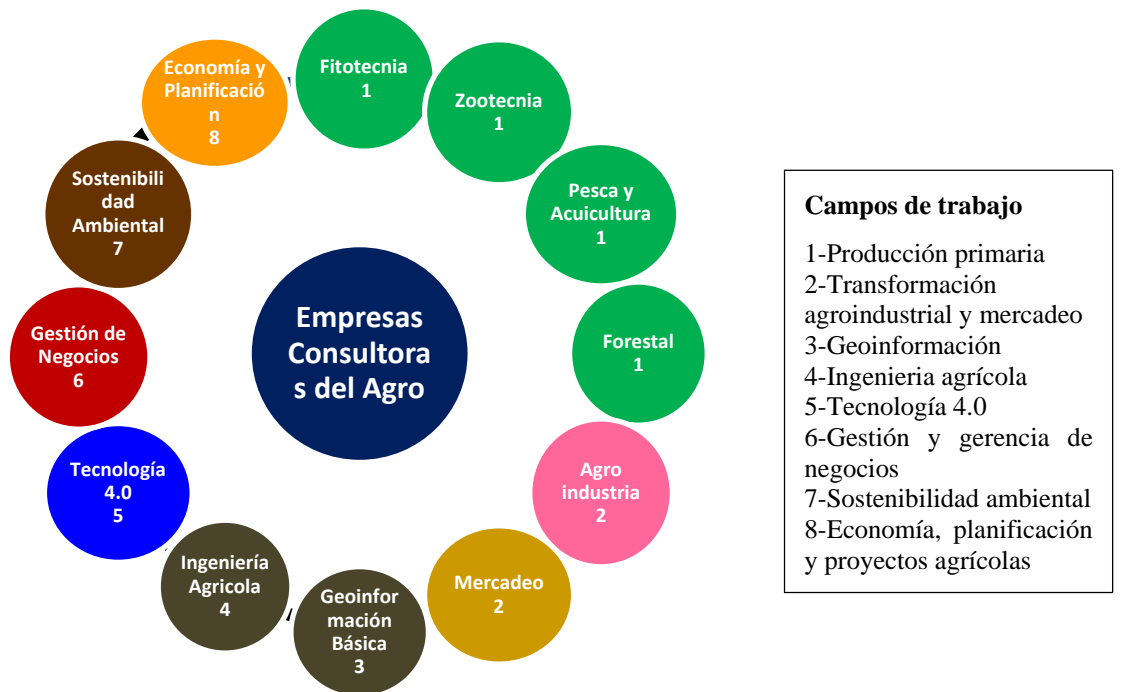 Economía y
Planificació
n
8
Fitotecnia
1
Zootecnia
1
Pesca y
Acuicultura
1
Forestal
1
Agro
industria
2
Mercadeo
2
Geoinfor
mación
Básica
3
Ingeniería
Agricola
4
Tecnología
4.0
5
Gestión de
Negocios
6
Sostenibili
dad
Ambiental
7
Empresas
Consultora
s del Agro
Campos de trabajo
1-Producción primaria
2-Transformación
agroindustrial y mercadeo
3-Geoinformación
4-Ingenieria agrícola
5-Tecnología 4.0
6-Gestión y gerencia de
negocios
7-Sostenibilidad ambiental
8-Economía, planificación
y proyectos agrícolas